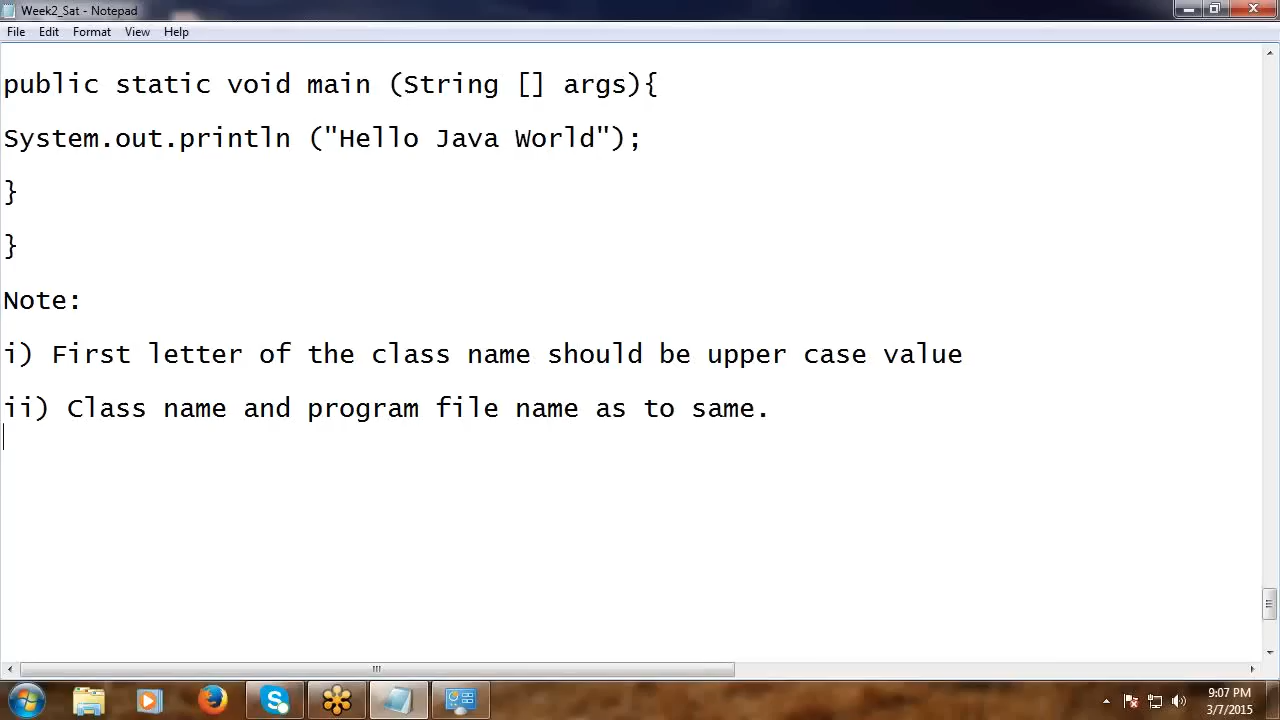 Week2_Sat - Notepad
File Edit Format View Help
public static void main (String [] args){
System.out.println ("Hello Java World");
}
}
Note:
i) First letter of the class name should be upper case value
ii) Class name and program file name as to same.
9:07 PM
3/7/2015